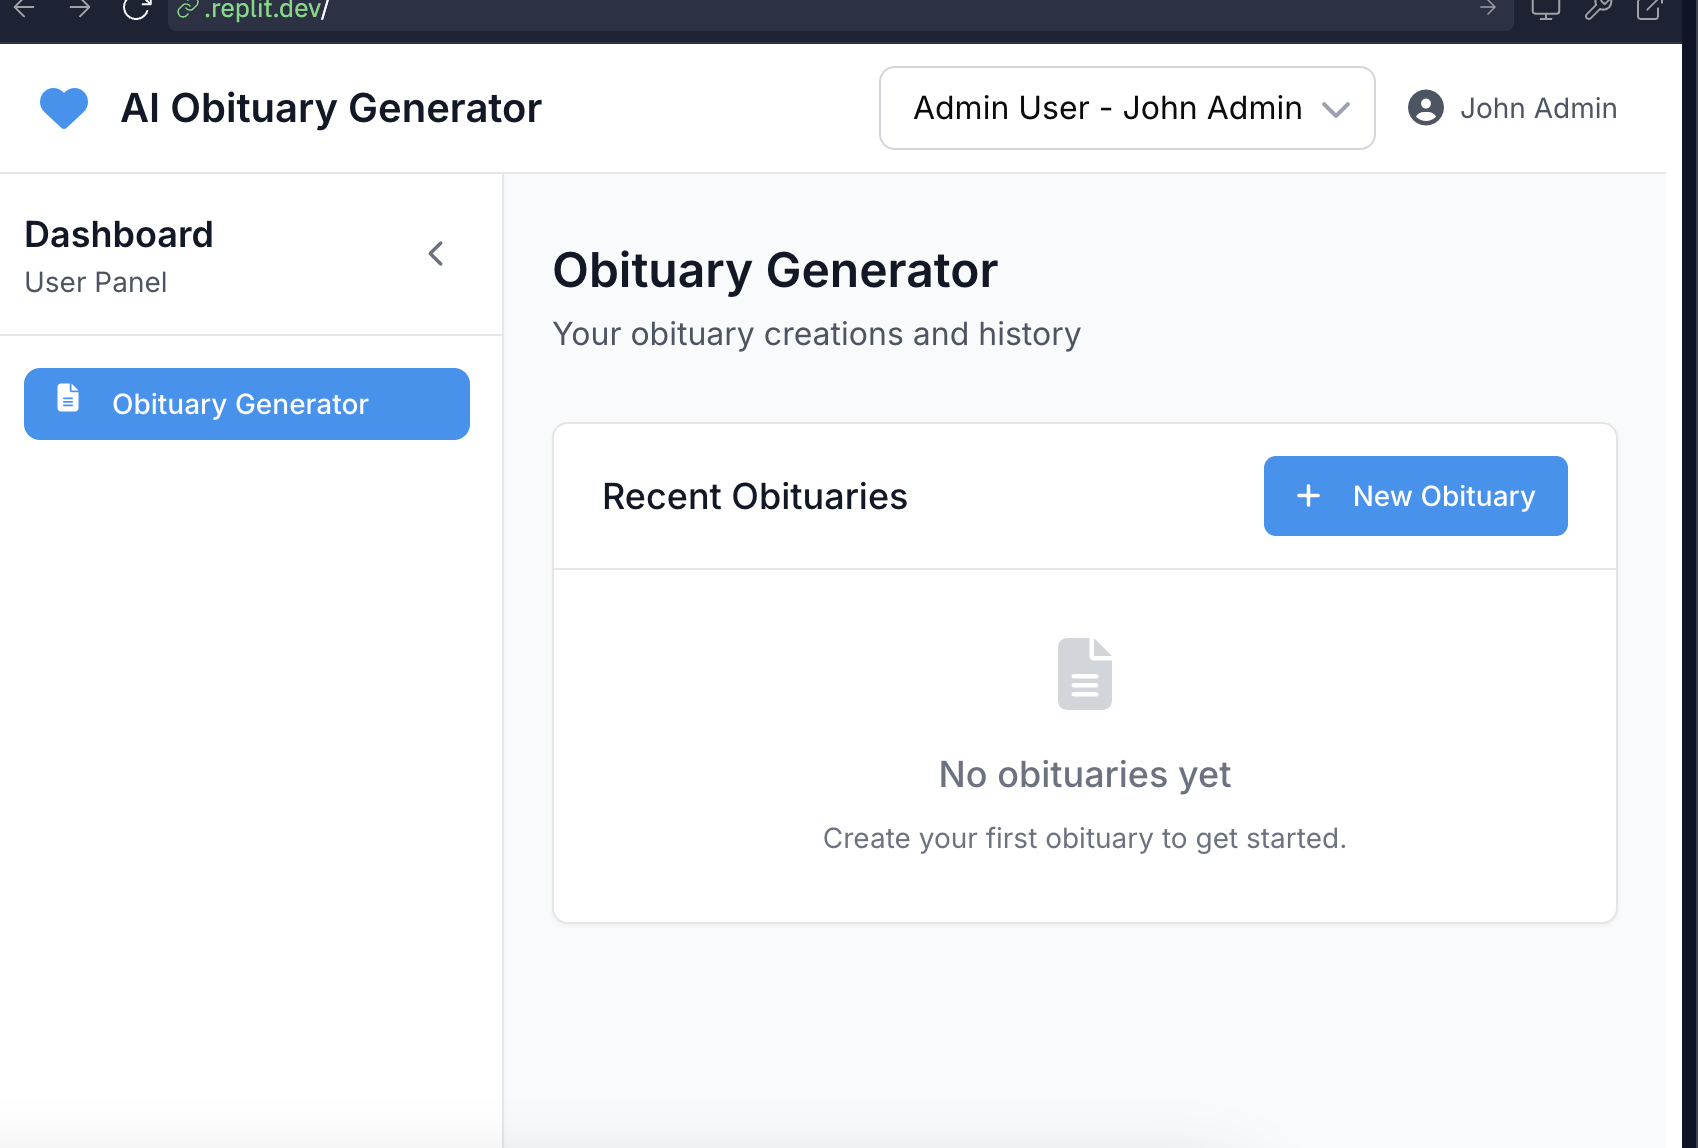 .replit.dev/
AI Obituary Generator
Admin User - John Admin
John Admin
Dashboard
User Panel
Obituary Generator
Obituary Generator
Your obituary creations and history
Recent Obituaries
+ New Obituary
No obituaries yet
Create your first obituary to get started.